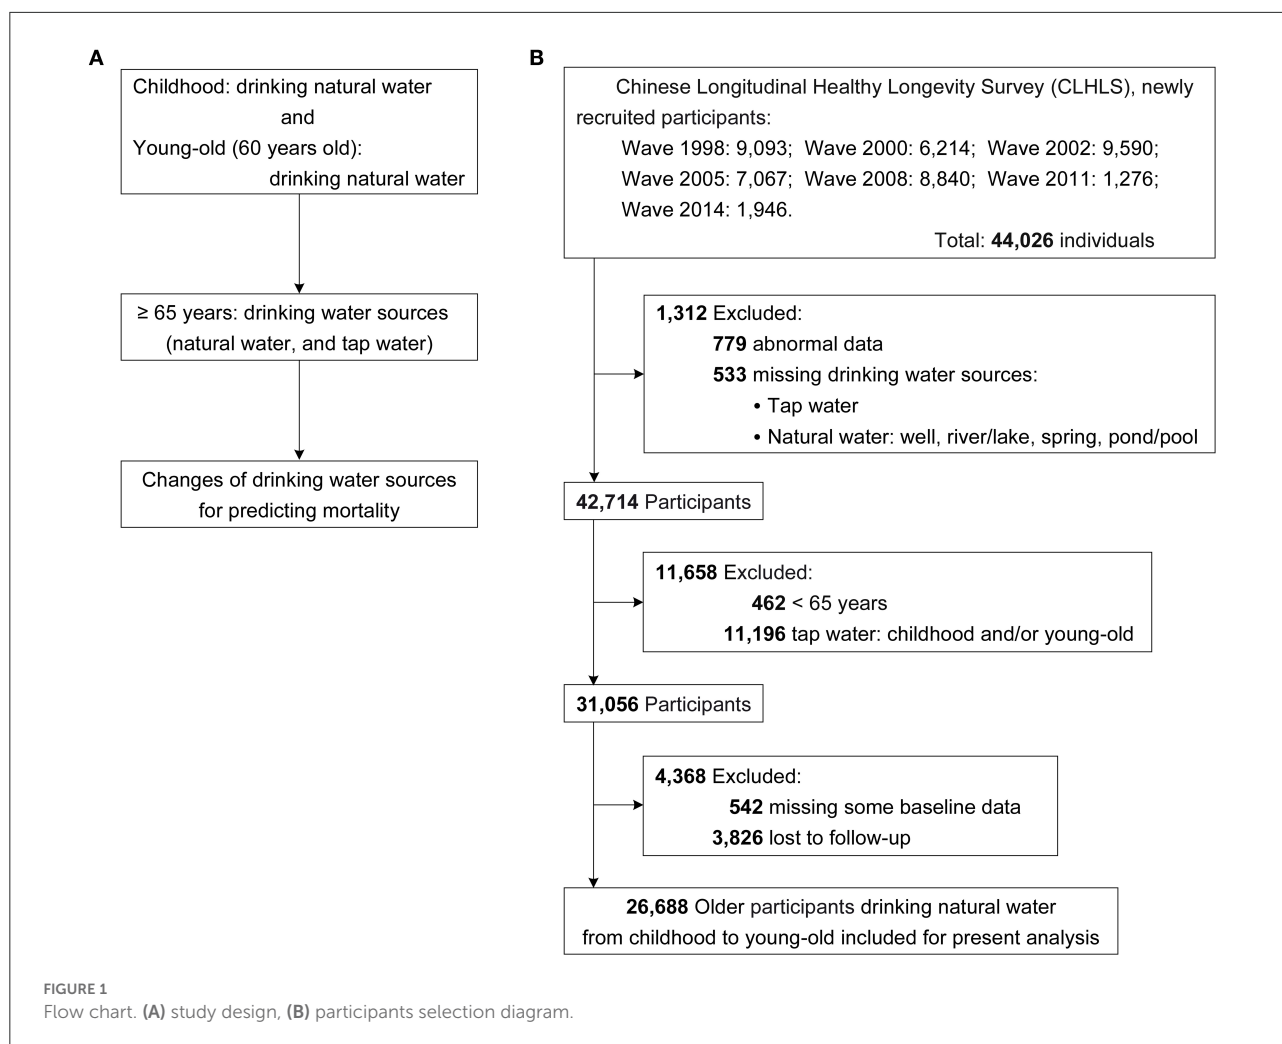 A
Childhood: drinking natural water
and
Young-old (60 years old):
drinking natural water
≥ 65 years: drinking water sources
(natural water, and tap water)
Changes of drinking water sources
for predicting mortality
B
Chinese Longitudinal Healthy Longevity Survey (CLHLS), newly
recruited participants:
Wave 1998: 9,093; Wave 2000: 6,214; Wave 2002: 9,590;
Wave 2005: 7,067; Wave 2008: 8,840; Wave 2011: 1,276;
Wave 2014: 1,946.
Total: 44,026 individuals
1,312 Excluded:
779 abnormal data
533 missing drinking water sources:
• Tap water
• Natural water: well, river/lake, spring, pond/pool
42,714 Participants
11,658 Excluded:
462 < 65 years
11,196 tap water: childhood and/or young-old
31,056 Participants
4,368 Excluded:
542 missing some baseline data
3,826 lost to follow-up
26,688 Older participants drinking natural water
from childhood to young-old included for present analysis
FIGURE 1
Flow chart. (A) study design, (B) participants selection diagram.